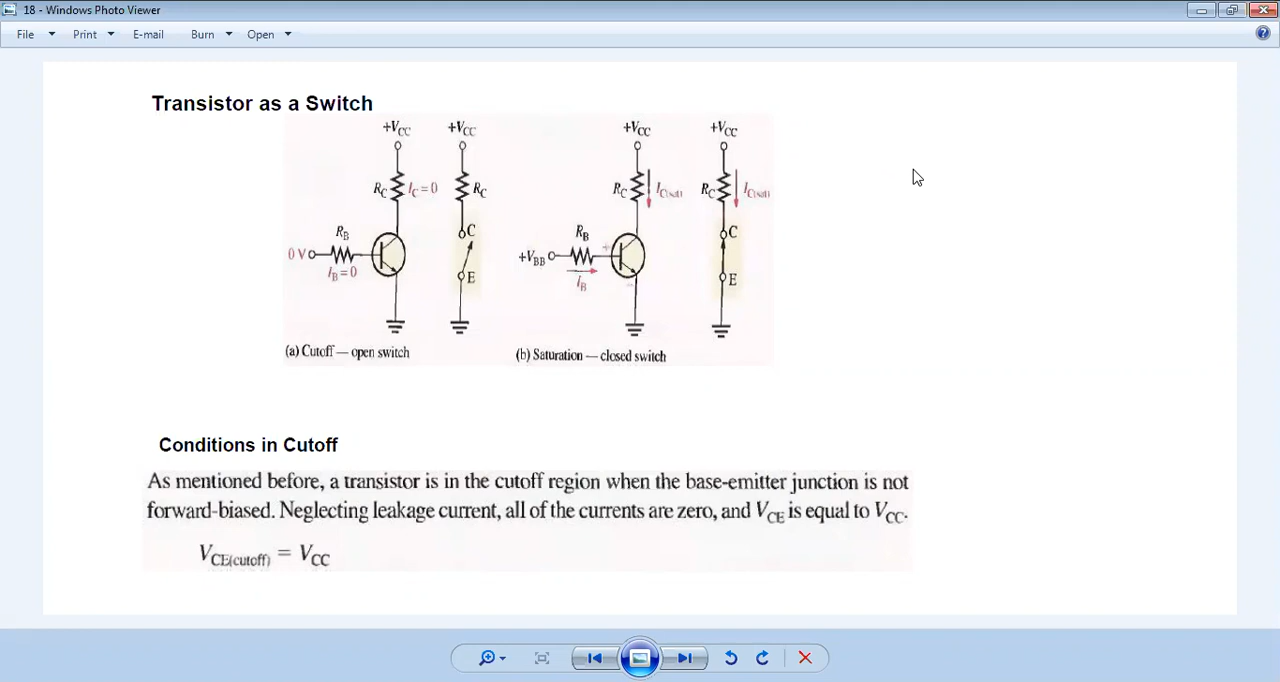 18 - Windows Photo Viewer
File Print E-mail Burn Open
Transistor as a Switch
+VCC +VCC +VCC +VCC
RC IC = 0 RC RC IC(sat) RC IC(sat)
RB C RB C
0 V +VBB
IB = 0 E IB E
(a) Cutoff — open switch (b) Saturation — closed switch
Conditions in Cutoff
As mentioned before, a transistor is in the cutoff region when the base-emitter junction is not
forward-biased. Neglecting leakage current, all of the currents are zero, and VCE is equal to VCC.
VCE(cutoff) = VCC